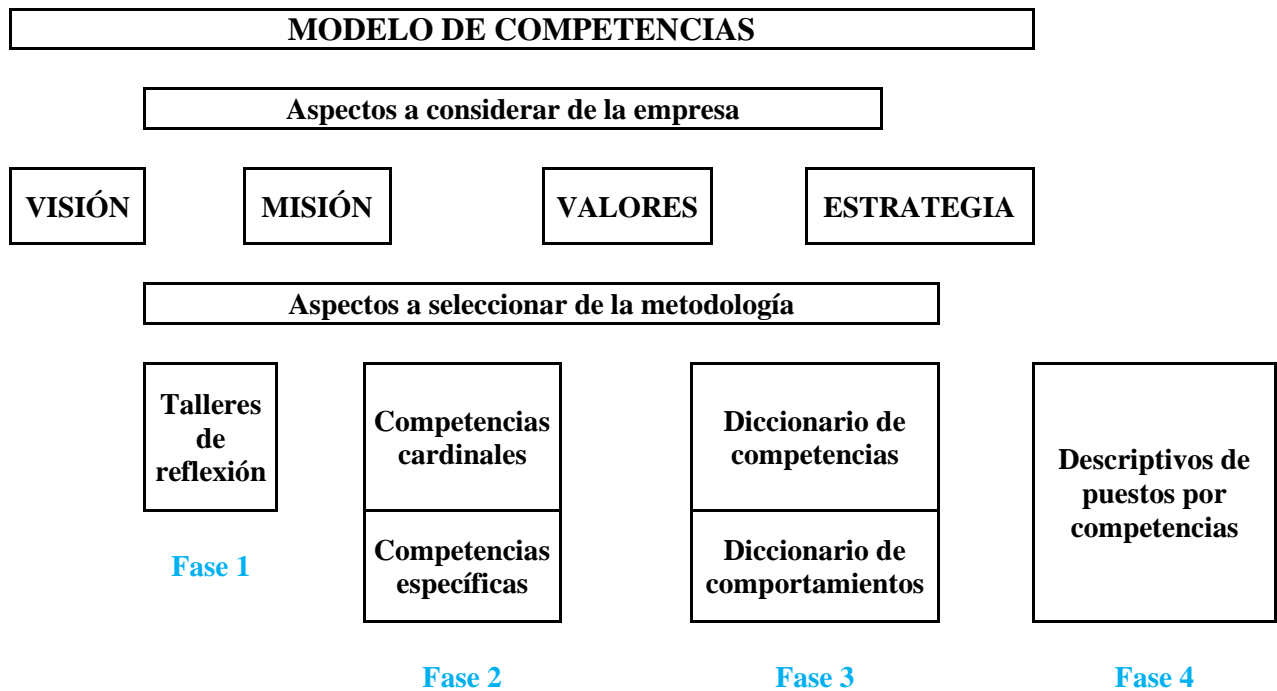 MODELO DE COMPETENCIAS
Aspectos a considerar de la empresa
VISIÓN
MISIÓN
VALORES
ESTRATEGIA
Aspectos a seleccionar de la metodología
Talleres
de
reflexión
Fase 1
Competencias
cardinales
Competencias
específicas
Fase 2
Diccionario de
competencias
Diccionario de
comportamientos
Fase 3
Descriptivos de
puestos por
competencias
Fase 4